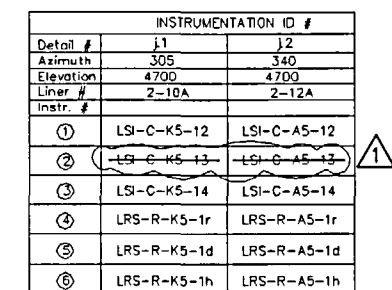 INSTRUMENTATION ID #
Detail # j1 j2
Azimuth 305 340
Elevation 4700 4700
Liner # 2-10A 2-12A
Instr. #
① LSI-C-K5-12 LSI-C-A5-12
② LSI-C-K5-13 LSI-C-A5-13 1
③ LSI-C-K5-14 LSI-C-A5-14
④ LRS-R-K5-1r LRS-R-A5-1r
⑤ LRS-R-K5-1d LRS-R-A5-1d
⑥ LRS-R-K5-1h LRS-R-A5-1h